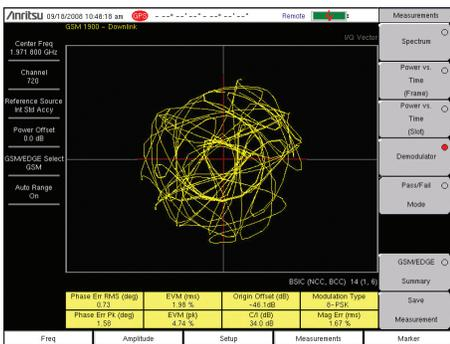 Anritsu 09/18/2008 10:48:18 am GPS Remote Measurements
GSM 1900 - Downlink
I/Q Vector
Center Freq
1.971 800 GHz
Channel
720
Reference Source
Int Std Accy
Power Offset
0.0 dB
GSM/EDGE Select
GSM
Auto Range
On
Spectrum
Power vs.
Time
(Frame)
Power vs.
Time
(Slot)
Demodulator
Pass/Fail
Mode
GSM/EDGE
Summary
Save
Measurement
BSIC (NCC, BCC) 14 (1, 6)
Phase Err RMS (deg) EVM (rms) Origin Offset (dB) Modulation Type
0.73 1.98 % -46.1dB 8-PSK
Phase Err Pk (deg) EVM (pk) C/I (dB) Mag Err (rms)
1.58 4.74 % 34.0 dB 1.67 %
Freq Amplitude Setup Measurements Marker